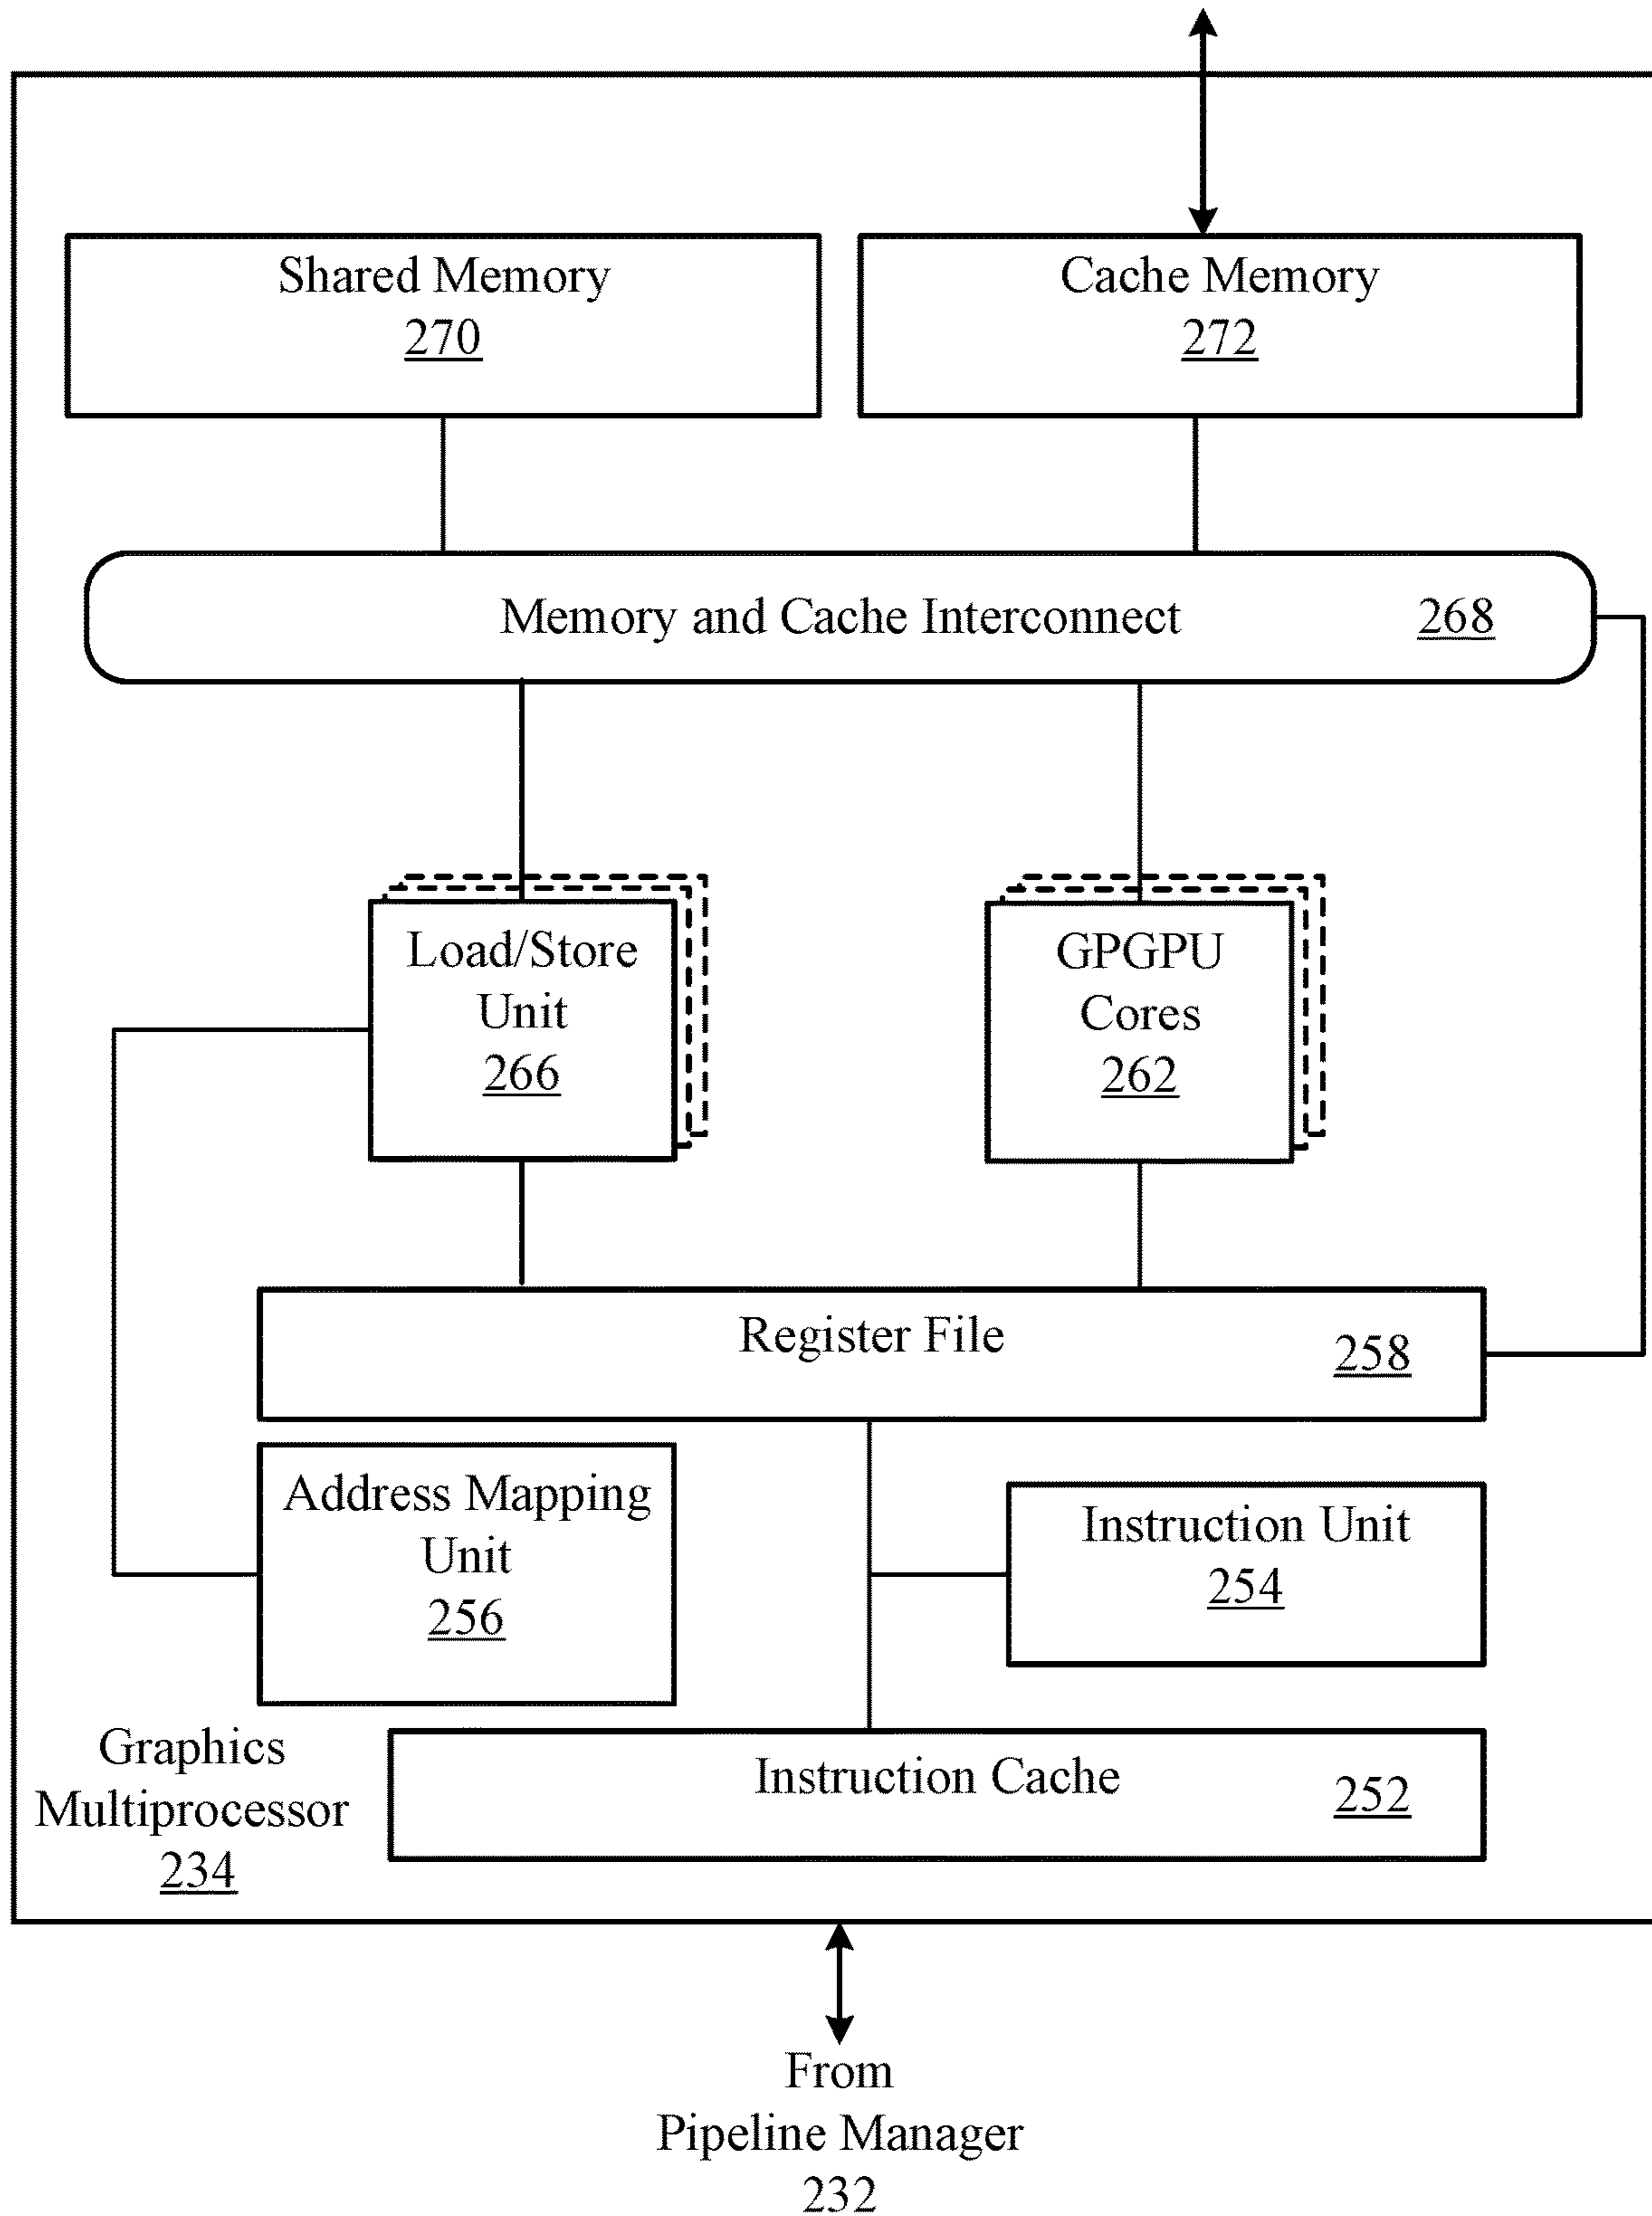 Shared Memory
270
Cache Memory
272
Memory and Cache Interconnect 268
Load/Store
Unit
266
GPGPU
Cores
262
Register File 258
Address Mapping
Unit
256
Instruction Unit
254
Graphics
Multiprocessor
234
Instruction Cache 252
From
Pipeline Manager
232